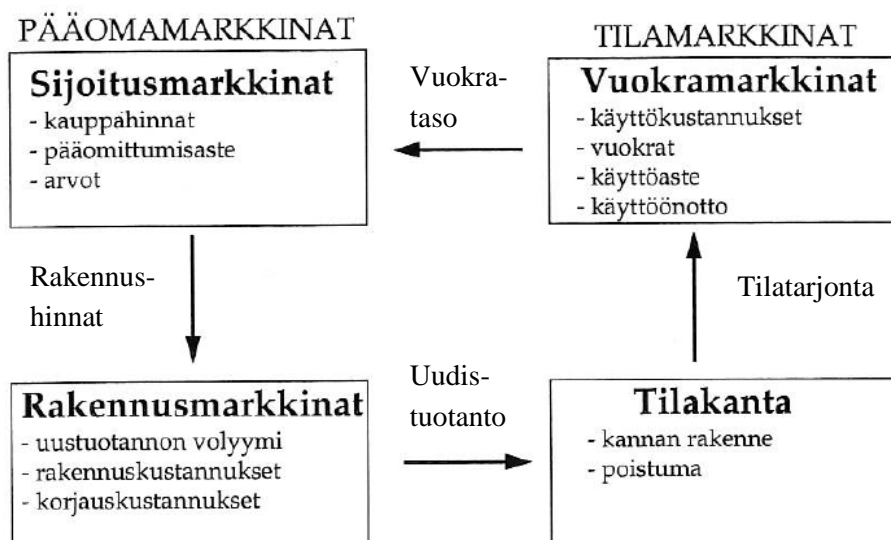 PÄÄOMAMARKKINAT
Sijoitusmarkkinat
- kauppahinnat
- pääomittumisaste
- arvot
Vuokra-
taso
TILAMARKKINAT
Vuokramarkkinat
- käyttökustannukset
- vuokrat
- käyttöaste
- käyttöönotto
Rakennus-
hinnat
Tilatarjonta
Rakennusmarkkinat
- uustuotannon volyymi
- rakennuskustannukset
- korjauskustannukset
Uudis-
tuotanto
Tilakanta
- kannan rakenne
- poistuma